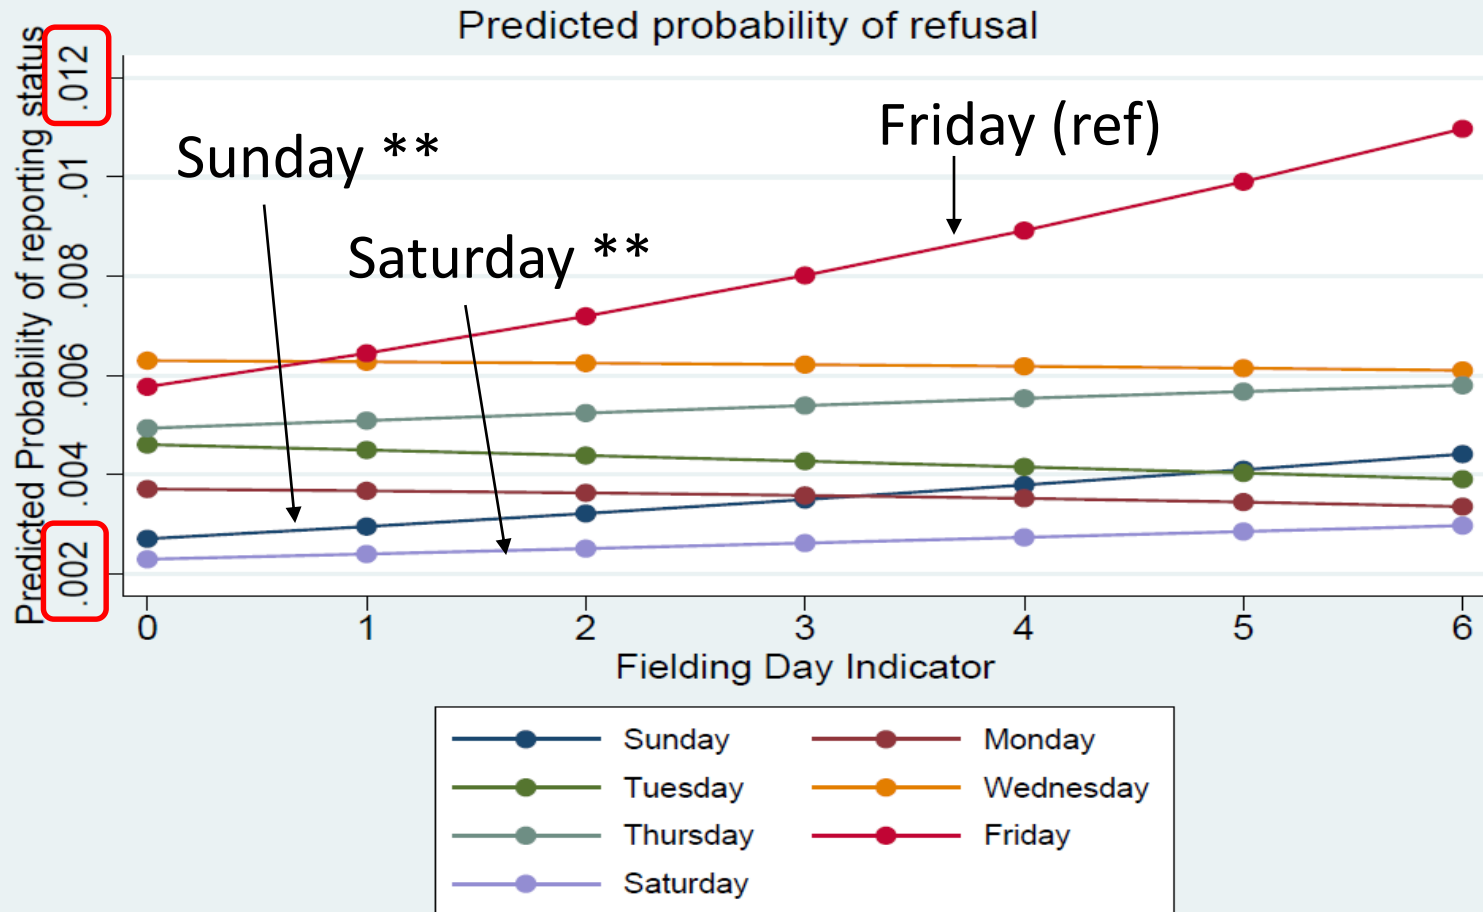 Predicted probability of refusal
Predicted Probability of reporting status
.012
.01
.008
.006
.004
.002
Sunday **
Saturday **
Friday (ref)
0 1 2 3 4 5 6
Fielding Day Indicator
Sunday Monday
Tuesday Wednesday
Thursday Friday
Saturday